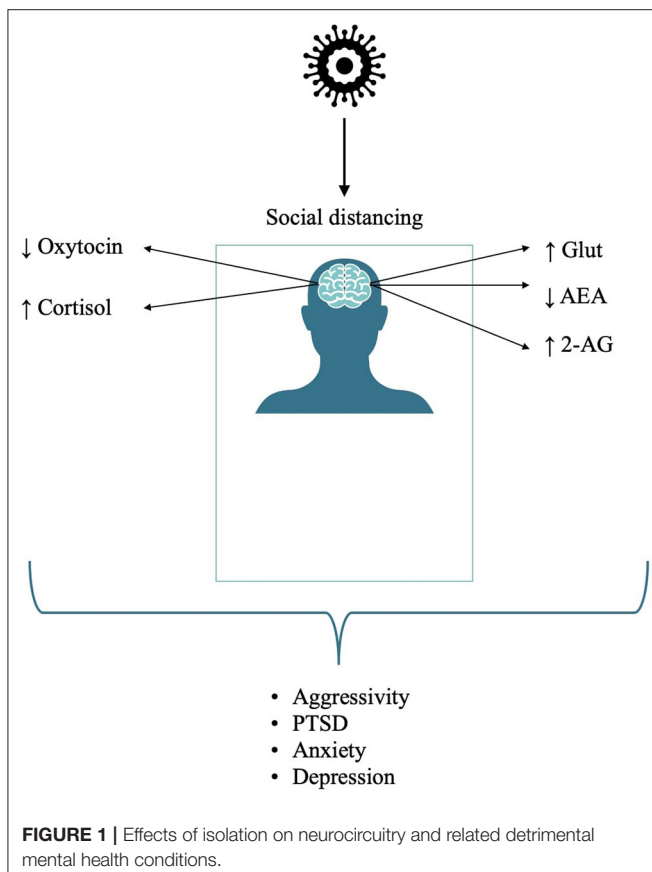 Social distancing
↓ Oxytocin
↑ Cortisol
↑ Glut
↓ AEA
↑ 2-AG
• Aggressivity
• PTSD
• Anxiety
• Depression
FIGURE 1 | Effects of isolation on neurocircuitry and related detrimental
mental health conditions.